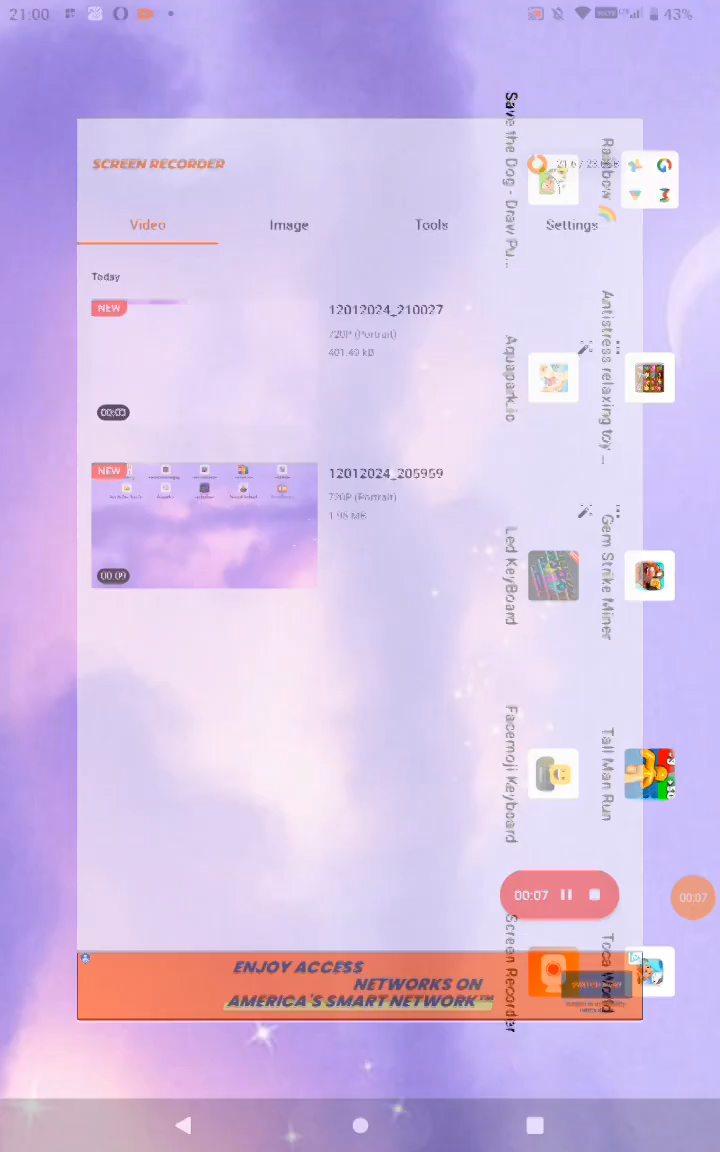 21:00
43%
SCREEN RECORDER
Video
Image
Tools
Settings
Today
NEW
12012024_210027
720P (Portrait)
401.49 kB
00:03
NEW
12012024_205959
720P (Portrait)
1.95 MB
00:09
Rainbow 🌈
Antistress relaxing toy ...
Gem Strike Miner
Tall Man Run
Toca World
Save the Dog - Draw Pu...
Aquapark.io
Led KeyBoard
Facemoji Keyboard
Screen Recorder
00:07
00:07
ENJOY ACCESS
NETWORKS ON
AMERICA'S SMART NETWORK™